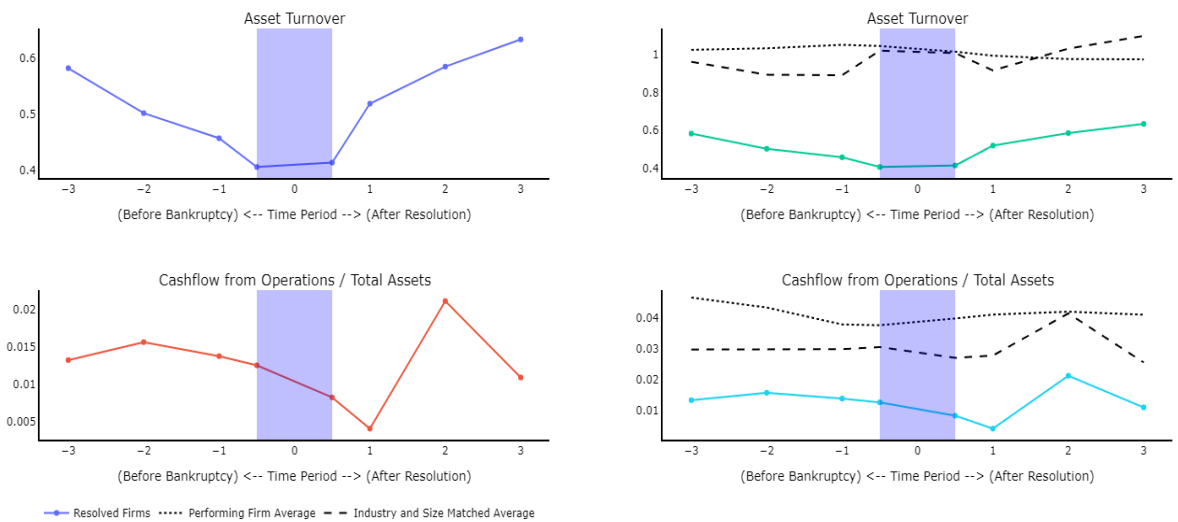 Asset Turnover
0.6
0.5
0.4
−3 −2 −1 0 1 2 3
(Before Bankruptcy) <-- Time Period --> (After Resolution)
Asset Turnover
1
0.8
0.6
0.4
−3 −2 −1 0 1 2 3
(Before Bankruptcy) <-- Time Period --> (After Resolution)
Cashflow from Operations / Total Assets
0.02
0.015
0.01
0.005
−3 −2 −1 0 1 2 3
(Before Bankruptcy) <-- Time Period --> (After Resolution)
Cashflow from Operations / Total Assets
0.04
0.03
0.02
0.01
−3 −2 −1 0 1 2 3
(Before Bankruptcy) <-- Time Period --> (After Resolution)
Resolved Firms Performing Firm Average Industry and Size Matched Average